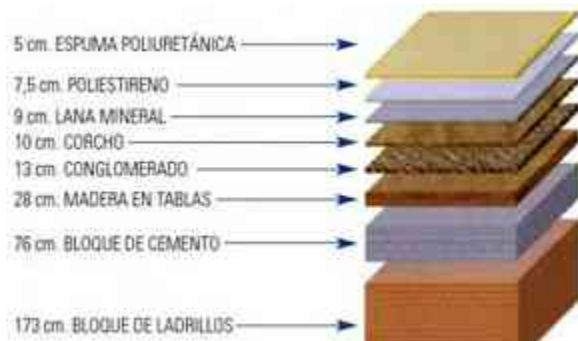 5 cm. ESPUMA POLIURETÁNICA
7,5 cm. POLIESTIRENO
9 cm. LANA MINERAL
10 cm. CORCHO
13 cm. CONGLOMERADO
28 cm. MADERA EN TABLAS
76 cm. BLOQUE DE CEMENTO
173 cm. BLOQUE DE LADRILLOS